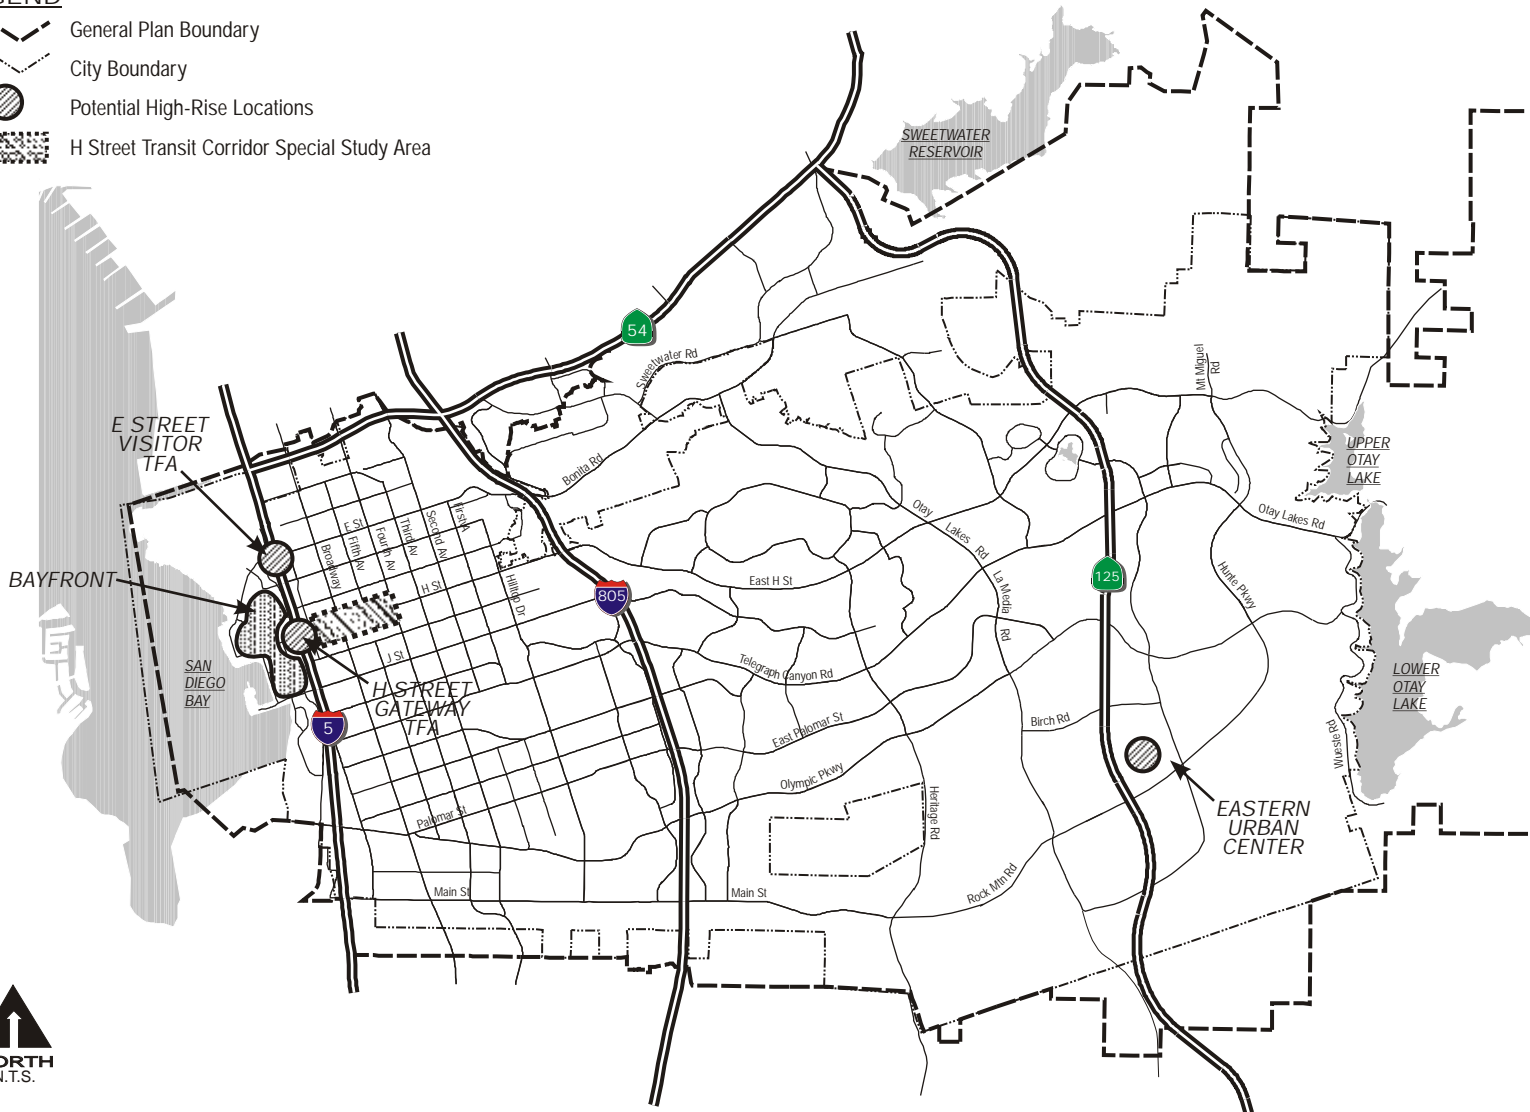 General Plan Boundary
City Boundary
Potential High-Rise Locations
H Street Transit Corridor Special Study Area
SWEETWATER
RESERVOIR
54
Sweetwater Rd
Mt Miguel
Rd
E STREET
VISITOR
TFA
UPPER
OTAY
LAKE
Bonita Rd
Otay Lakes Rd
Otay Lakes Rd
E St
Broadway
Fifth Av
Fourth Av
Third Av
Second Av
H St
Hilltop Dr
BAYFRONT
East H St
805
125
La Media Rd
Hunte Pkwy
J St
SAN
DIEGO
BAY
H STREET
GATEWAY
TFA
Telegraph Canyon Rd
LOWER
OTAY
LAKE
5
East Palomar St
Birch Rd
Wueste Rd
Olympic Pkwy
Heritage Rd
EASTERN
URBAN
CENTER
Palomar St
Main St
Main St
Rock Mtn Rd
N.T.S.